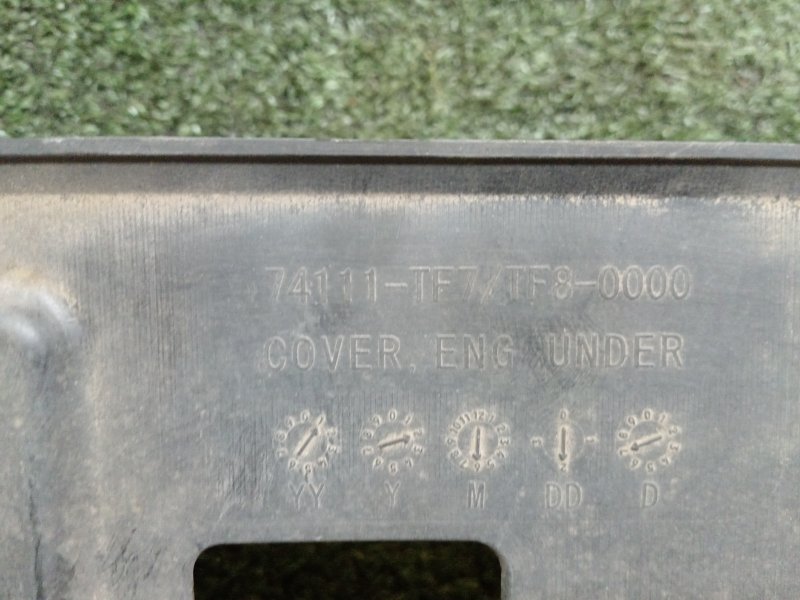 74111-TF7/TF8-0000
COVER, ENG UNDER
YY Y M DD D